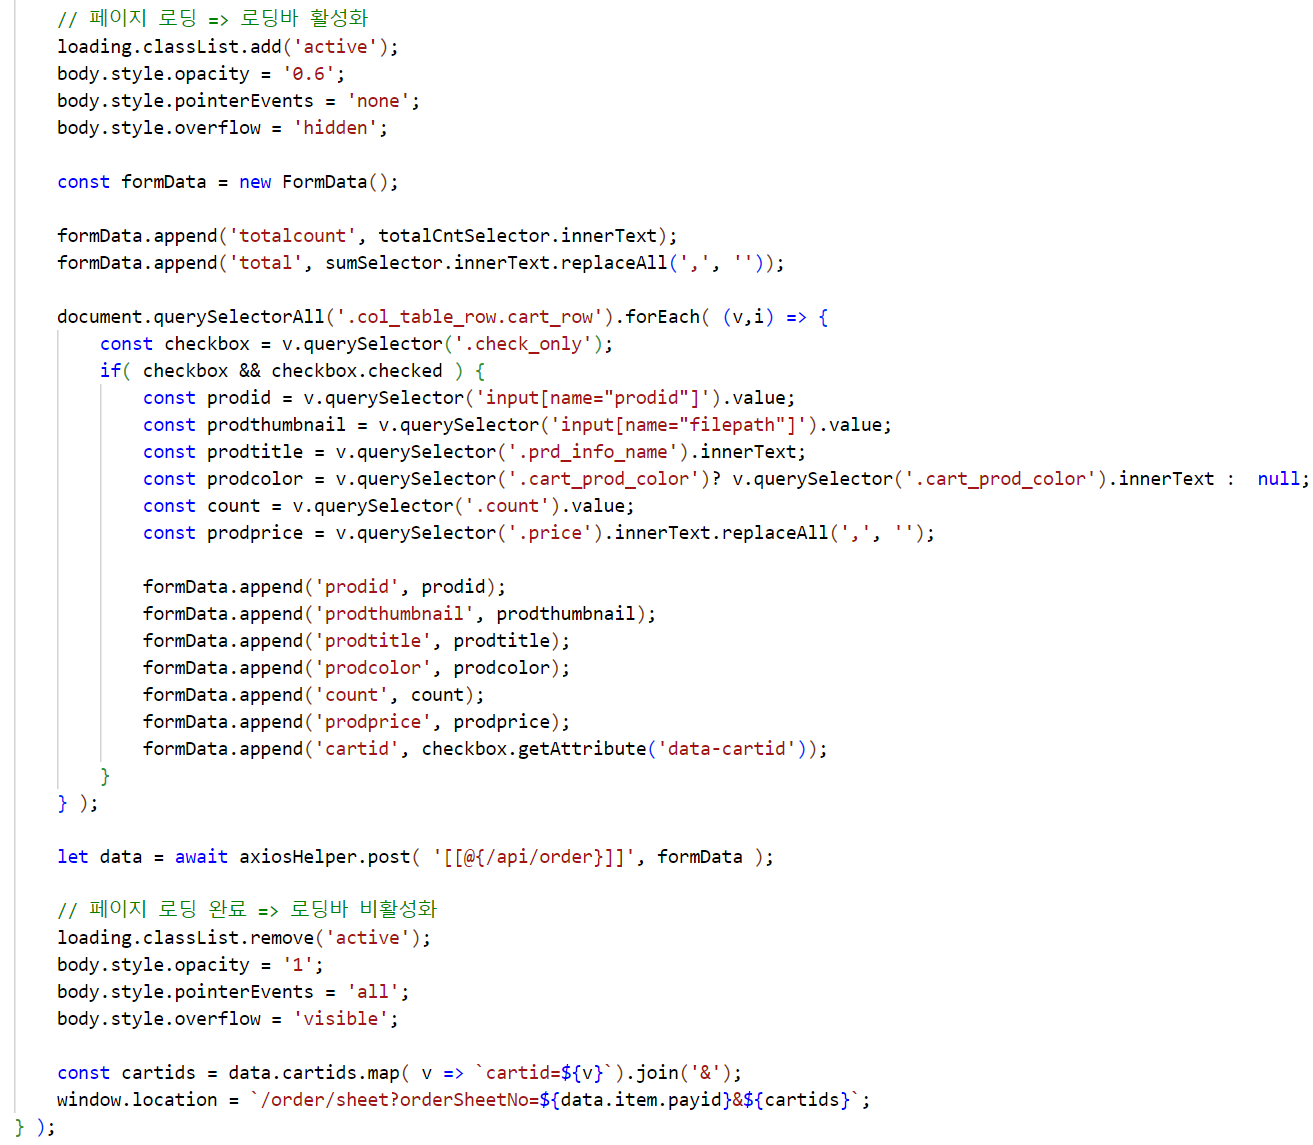 // 페이지 로딩 => 로딩바 활성화
loading.classList.add('active');
body.style.opacity = '0.6';
body.style.pointerEvents = 'none';
body.style.overflow = 'hidden';

const formData = new FormData();

formData.append('totalcount', totalCntSelector.innerText);
formData.append('total', sumSelector.innerText.replaceAll(',', ''));

document.querySelectorAll('.col_table_row.cart_row').forEach( (v,i) => {
    const checkbox = v.querySelector('.check_only');
    if( checkbox && checkbox.checked ) {
        const prodid = v.querySelector('input[name="prodid"]').value;
        const prodthumbnail = v.querySelector('input[name="filepath"]').value;
        const prodtitle = v.querySelector('.prd_info_name').innerText;
        const prodcolor = v.querySelector('.cart_prod_color')? v.querySelector('.cart_prod_color').innerText :  null;
        const count = v.querySelector('.count').value;
        const prodprice = v.querySelector('.price').innerText.replaceAll(',', '');

        formData.append('prodid', prodid);
        formData.append('prodthumbnail', prodthumbnail);
        formData.append('prodtitle', prodtitle);
        formData.append('prodcolor', prodcolor);
        formData.append('count', count);
        formData.append('prodprice', prodprice);
        formData.append('cartid', checkbox.getAttribute('data-cartid'));
    }
} );

let data = await axiosHelper.post( '[[@{/api/order}]]', formData );

// 페이지 로딩 완료 => 로딩바 비활성화
loading.classList.remove('active');
body.style.opacity = '1';
body.style.pointerEvents = 'all';
body.style.overflow = 'visible';

const cartids = data.cartids.map( v => `cartid=${v}`).join('&');
window.location = `/order/sheet?orderSheetNo=${data.item.payid}&${cartids}`;
} );